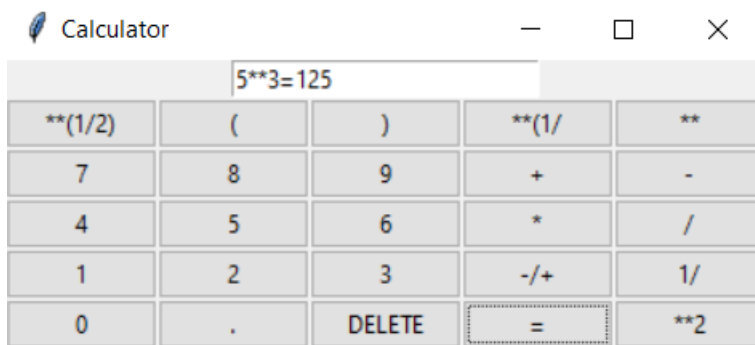 Calculator
5**3=125
**(1/2) ( ) **(1/ **
7 8 9 + -
4 5 6 * /
1 2 3 -/+ 1/
0 . DELETE = **2